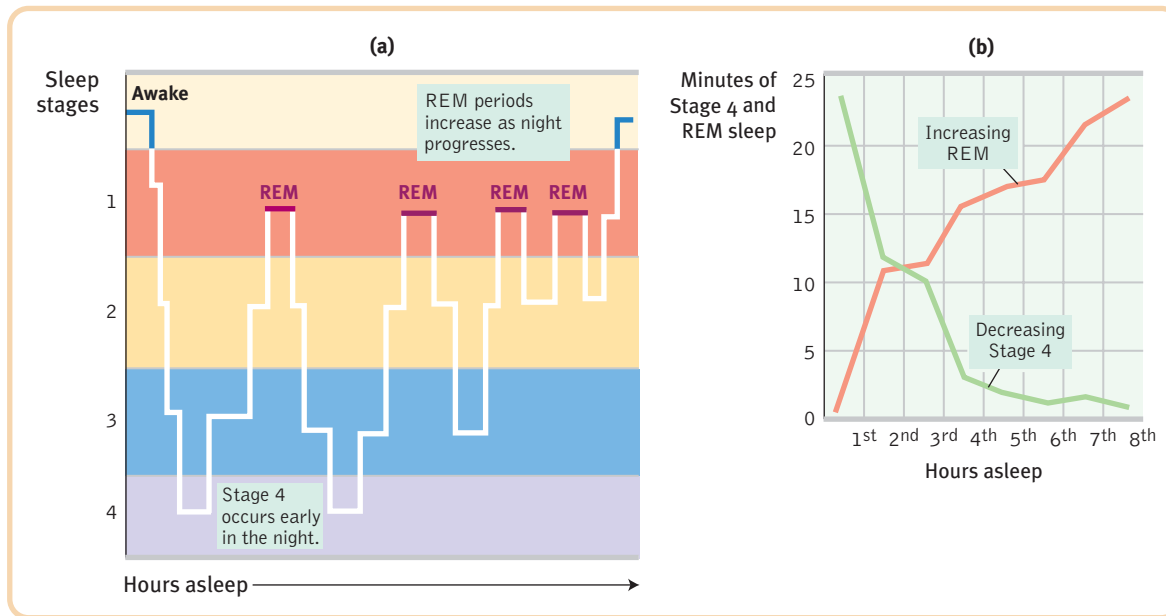 (a)
Sleep
stages
Awake
REM periods
increase as night
progresses.
1
REM
REM
REM
REM
2
3
4
Stage 4
occurs early
in the night.
Hours asleep
(b)
Minutes of
Stage 4 and
REM sleep
25
20
15
10
5
0
Increasing
REM
Decreasing
Stage 4
1st 2nd 3rd 4th 5th 6th 7th 8th
Hours asleep